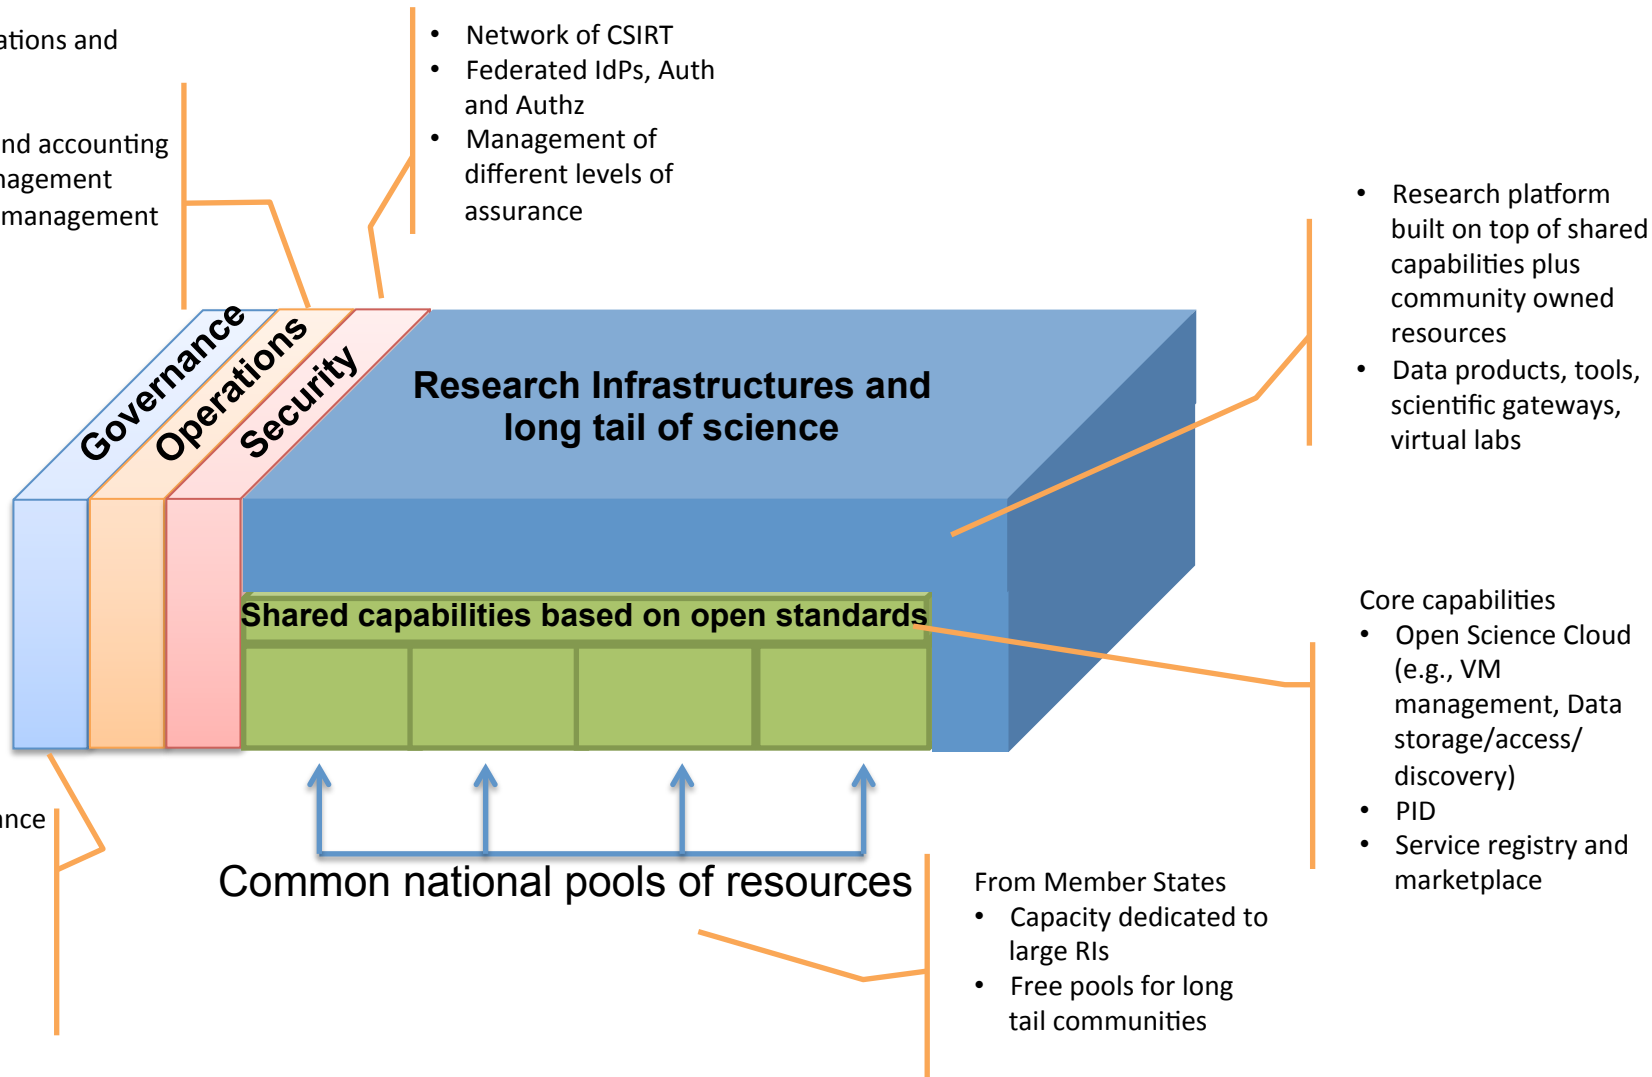 and
and accounting
management
• Network of CSIRT
• Federated IdPs, Auth
and Authz
• Management of
different levels of
assurance
• Research platform
built on top of shared
capabilities plus
community owned
resources
• Data products, tools,
scientific gateways,
virtual labs
Governance
Operations
Security
Research Infrastructures and
long tail of science
Shared capabilities based on open standards
Core capabilities
• Open Science Cloud
(e.g., VM
management, Data
storage/access/
discovery)
• PID
• Service registry and
marketplace
Common national pools of resources
From Member States
• Capacity dedicated to
large RIs
• Free pools for long
tail communities